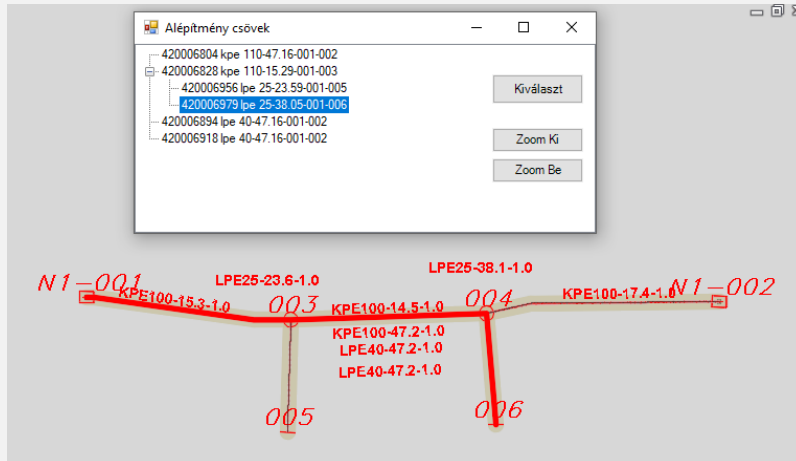 Alépítmény csövek
420006804 kpe 110-47.16-001-002
420006828 kpe 110-15.29-001-003
420006956 lpe 25-23.59-001-005
420006979 lpe 25-38.05-001-006
420006894 lpe 40-47.16-001-002
420006918 lpe 40-47.16-001-002
Kiválaszt
Zoom Ki
Zoom Be
LPE25-38.1-1.0
N1-001
LPE25-23.6-1.0
KPE100-15.3-1.0
003
KPE100-14.5-1.0
004
KPE100-17.4-1.0
N1-002
KPE100-47.2-1.0
LPE40-47.2-1.0
LPE40-47.2-1.0
005
006